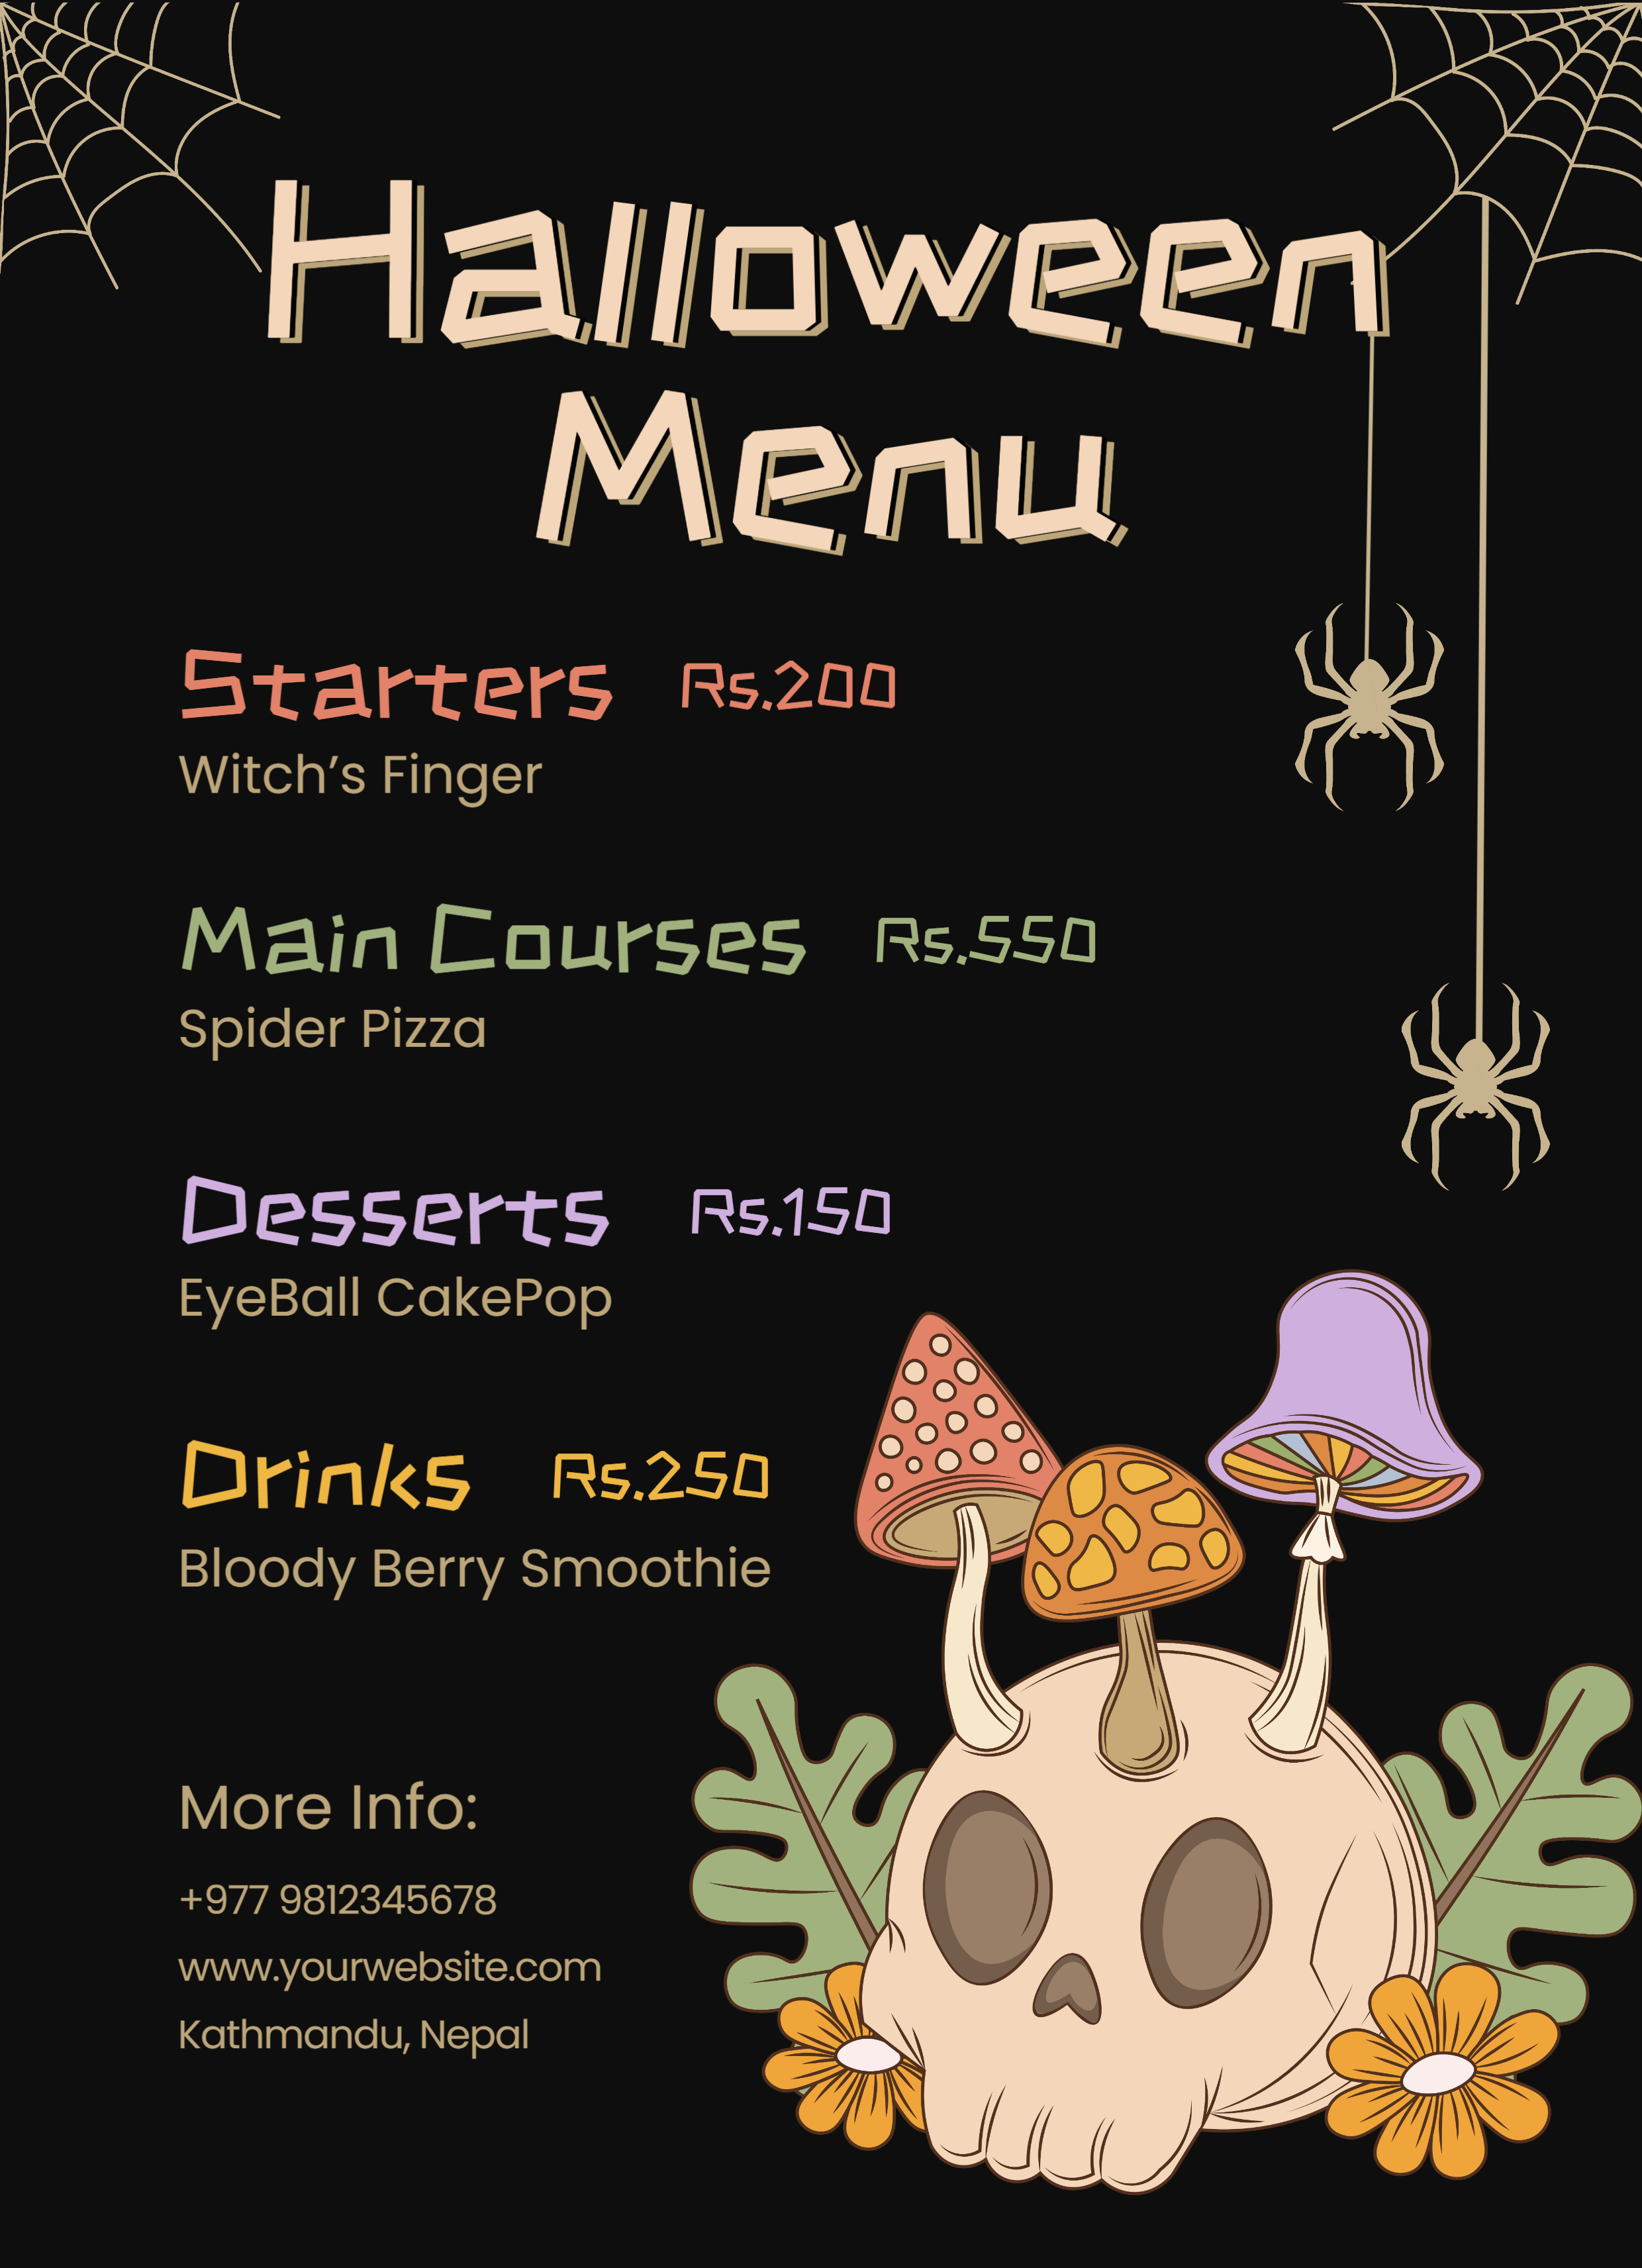 Halloween
Menu
Starters Rs.200
Witch’s Finger
Main Courses Rs.550
Spider Pizza
Desserts Rs.150
EyeBall CakePop
Drinks Rs.250
Bloody Berry Smoothie
More Info:
+977 9812345678
www.yourwebsite.com
Kathmandu, Nepal